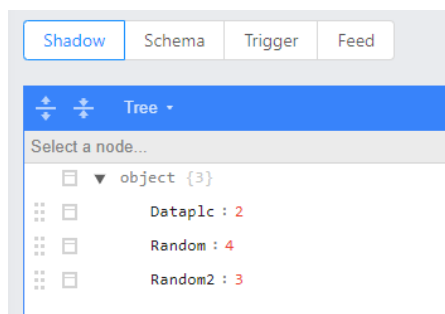 Shadow Schema Trigger Feed
Tree
Select a node...
object {3}
Dataplc : 2
Random : 4
Random2 : 3